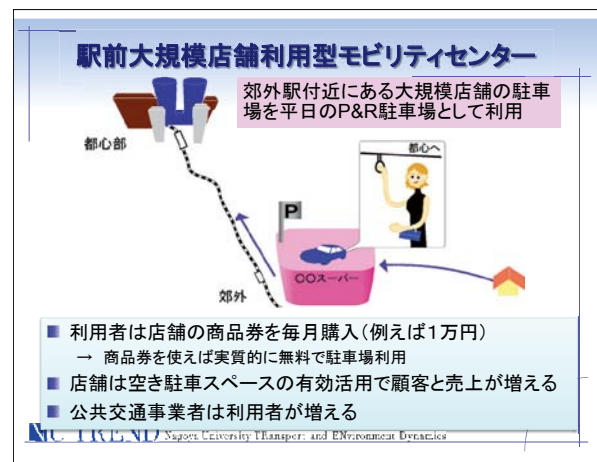 駅前大規模店舗利用型モビリティセンター
郊外駅付近にある大規模店舗の駐車
場を平日のP&R駐車場として利用
都心部
都心へ
P
〇〇スーパー
郊外
利用者は店舗の商品券を毎月購入(例えば1万円)
→ 商品券を使えば実質的に無料で駐車場利用
店舗は空き駐車スペースの有効活用で顧客と売上が増える
公共交通事業者は利用者が増える
NU TREND Nagoya University TRansport and ENvironment Dynamics